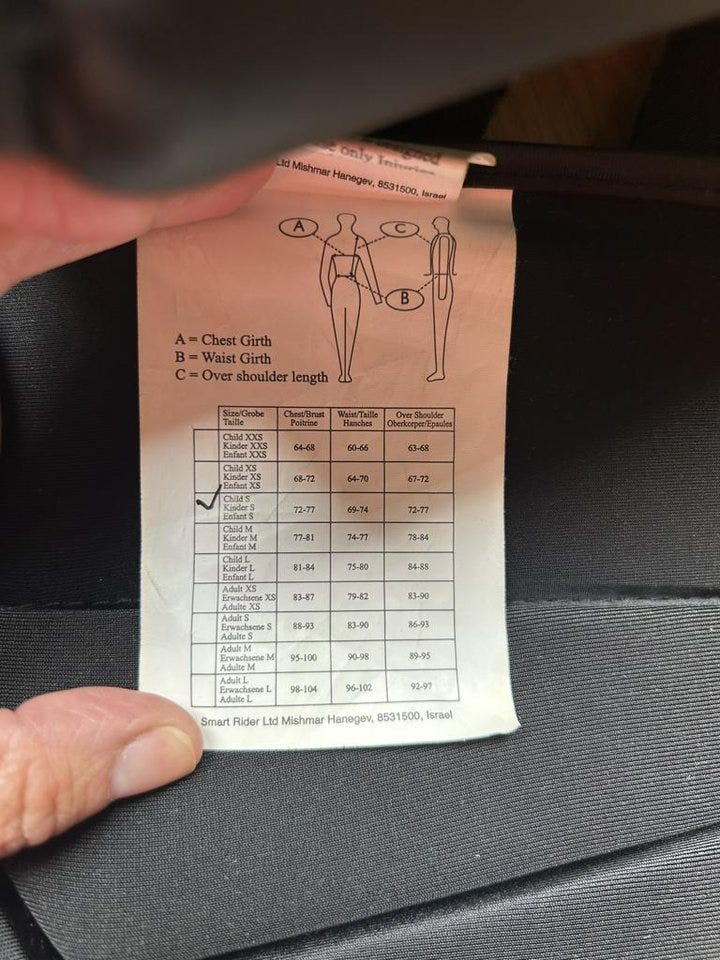 only Injuries
Ltd Mishmar Hanegev, 8531500, Israel
A
C
B
A = Chest Girth
B = Waist Girth
C = Over shoulder length
Size/Grobe Chest/Brust Waist/Taille Over Shoulder
Taille Poitrine Hanches Oberkorper/Epaules
Child XXS
Kinder XXS 64-68 60-66 63-68
Enfant XXS
Child XS
Kinder XS 68-72 64-70 67-72
Enfant XS
Child S
Kinder S 72-77 69-74 72-77
Enfant S
Child M
Kinder M 77-81 74-77 78-84
Enfant M
Child L
Kinder L 81-84 75-80 84-88
Enfant L
Adult XS
Erwachsene XS 83-87 79-82 83-90
Adulte XS
Adult S
Erwachsene S 88-93 83-90 86-93
Adulte S
Adult M
Erwachsene M 95-100 90-98 89-95
Adulte M
Adult L
Erwachsene L 98-104 96-102 92-97
Adulte L
Smart Rider Ltd Mishmar Hanegev, 8531500, Israel